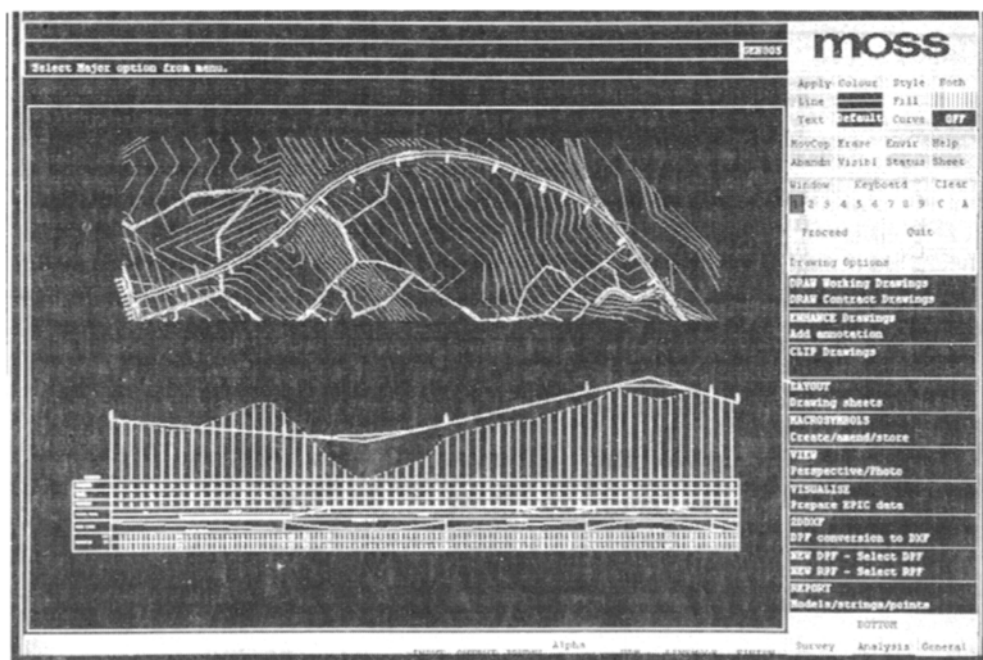 GEN005
Select Major option from menu.
moss
Apply Colour Style Hoch
Line Fill
Text Default Curve OFF
MovCop Erase Envir Help
Abandn Visibl Status Sheet
Window Keyboard Clear
1 2 3 4 5 6 7 8 9 C A
Proceed Quit
Drawing Options
DRAW Working Drawings
DRAW Contract Drawings
ENHANCE Drawings
Add annotation
CLIP Drawings
LAYOUT
Drawing sheets
MACROSYMBOLS
Create/amend/store
VIEW
Perspective/Photo
VISUALISE
Prepare EPIC data
2DDXF
DPF conversion to DXF
NEW DPF - Select DPF
NEW RPF - Select RPF
REPORT
Models/strings/points
BOTTOM
Alpha
Survey Analysis General